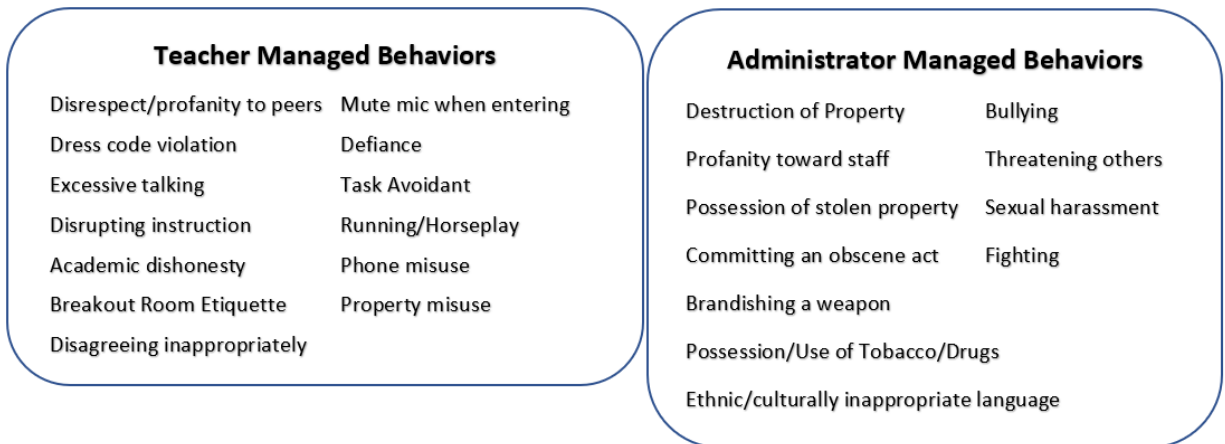 Teacher Managed Behaviors
Disrespect/profanity to peers Mute mic when entering
Dress code violation Defiance
Excessive talking Task Avoidant
Disrupting instruction Running/Horseplay
Academic dishonesty Phone misuse
Breakout Room Etiquette Property misuse
Disagreeing inappropriately
Administrator Managed Behaviors
Destruction of Property Bullying
Profanity toward staff Threatening others
Possession of stolen property Sexual harassment
Committing an obscene act Fighting
Brandishing a weapon
Possession/Use of Tobacco/Drugs
Ethnic/culturally inappropriate language